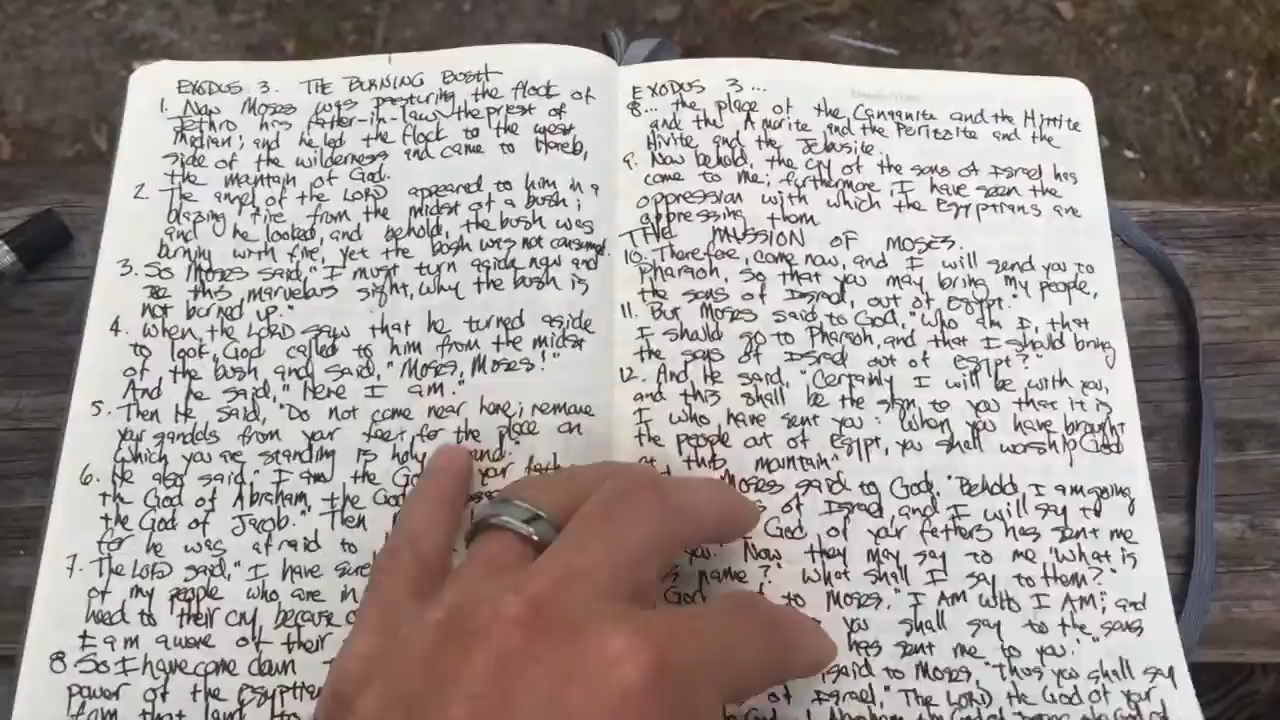 EXODUS 3. THE BURNING BUSH
1. Now Moses was pasturing the flock of
Jethro his father-in-law, the priest of
Midian; and he led the flock to the west
side of the wilderness and came to Horeb,
the mantain of God.
2. The angel of the LORD appeared to him in a
blazing fire from the midst of a bush;
and he looked, and behold, the bush was
burning with fire, yet the bush was not consumed.
3. So Moses said, "I must turn aside now and
see this marvelous sight, why the bush is
not burned up."
4. When the LORD saw that he turned aside
to look, God called to him from the midst
of the bush and said, "Moses, Moses!"
And he said, "Here I am."
5. Then He said, "Do not come near here; remove
your sandals from your feet, for the place on
which you are standing is holy
6. He also said, "I am the God your
the God of Abraham the God
the God of Jacob." Then
for he was afraid to
7. The LORD said, "I have
of my people who are in
heed to their cry, because
I am aware of their
8 So I have come down
power of the Egyptian
from that land to
EXODUS 3...
8... the place of the Canaanite and the Hittite
and the Amorite and the Perizzite and the
Hivite and the Jebusite.
9. Now behold, the cry of the sons of Israel has
come to me; furthermore, I have seen the
oppression with which the Egyptians are
oppressing them
THE MISSION OF MOSES.
10. Therefore, come now, and I will send you to
Pharaoh, so that you may bring my people,
the sons of Israel, out of Egypt."
11. But Moses said to God, "Who am I, that
I should go to Pharaoh, and that I should bring
the sons of Israel out of Egypt?"
12. And He said, "Certainly I will be with you,
and this shall be the sign to you that it is
I who have sent you: when you have brought
the people out of Egypt, you shall worship God
at this mountain"
Moses said to God, "Behold, I am going
of Israel and I will say to
God of your fathers has sent me
you." Now they may say to me "What is
name?" What shall I say to them?"
God to Moses, "I AM WHO I AM; and
you shall say to the sons
has sent me to you."
said to Moses, "Thus you shall say
of Israel," The LORD the God of your